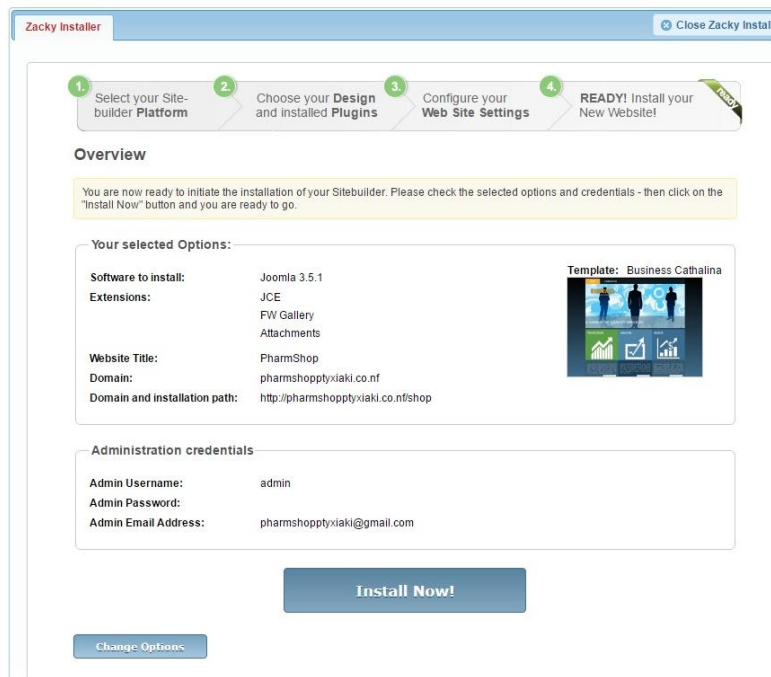 Zacky Installer
Close Zacky Instal
1.
Select your Site-
builder Platform
2.
Choose your Design
and installed Plugins
3.
Configure your
Web Site Settings
4.
READY! Install your
New Website!
ready
Overview
You are now ready to initiate the installation of your Sitebuilder. Please check the selected options and credentials - then click on the
"Install Now" button and you are ready to go.
Your selected Options:
Template: Business Cathalina
Software to install: Joomla 3.5.1
Extensions: JCE
FW Gallery
Attachments
Website Title: PharmShop
Domain: pharmshopptyxiaki.co.nf
Domain and installation path: http://pharmshopptyxiaki.co.nf/shop
Administration credentials
Admin Username: admin
Admin Password:
Admin Email Address: pharmshopptyxiaki@gmail.com
Install Now!
Change Options